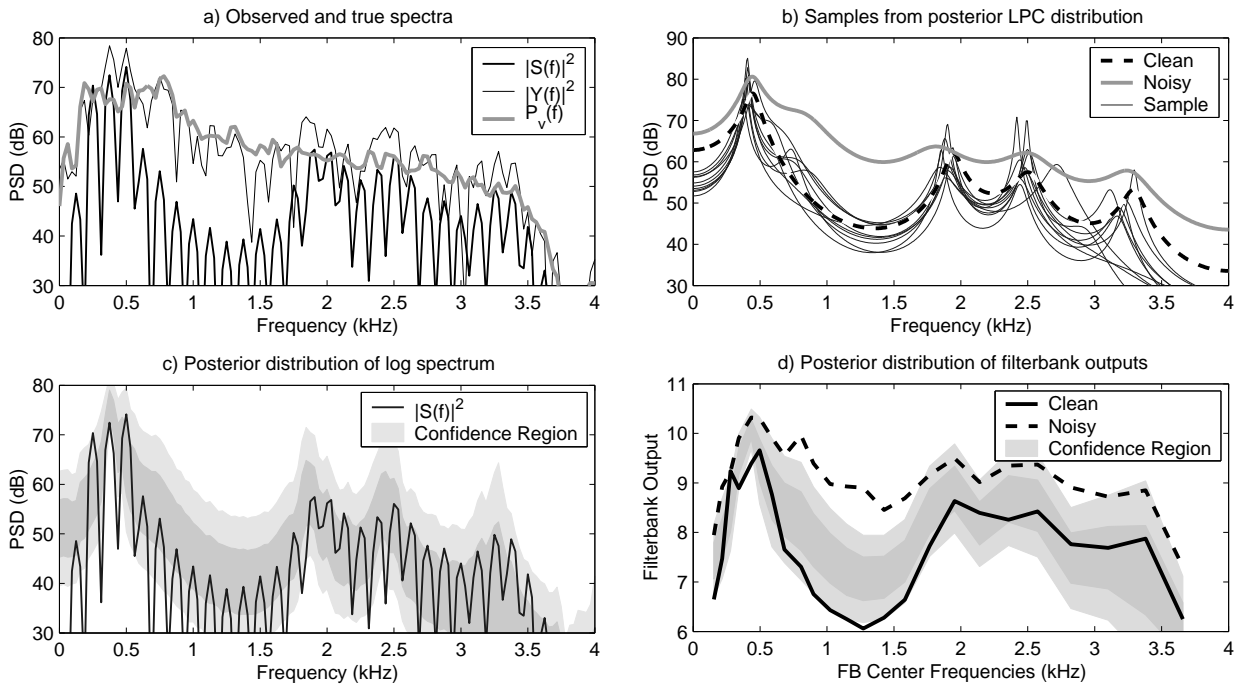 a) Observed and true spectra
80
70
60
50
40
30
PSD (dB)
|S(f)|²
|Y(f)|²
P_v(f)
0 0.5 1 1.5 2 2.5 3 3.5 4
Frequency (kHz)
b) Samples from posterior LPC distribution
90
80
70
60
50
40
30
PSD (dB)
Clean
Noisy
Sample
0 0.5 1 1.5 2 2.5 3 3.5 4
Frequency (kHz)
c) Posterior distribution of log spectrum
80
70
60
50
40
30
PSD (dB)
|S(f)|²
Confidence Region
0 0.5 1 1.5 2 2.5 3 3.5 4
Frequency (kHz)
d) Posterior distribution of filterbank outputs
11
10
9
8
7
6
Filterbank Output
Clean
Noisy
Confidence Region
0 0.5 1 1.5 2 2.5 3 3.5 4
FB Center Frequencies (kHz)